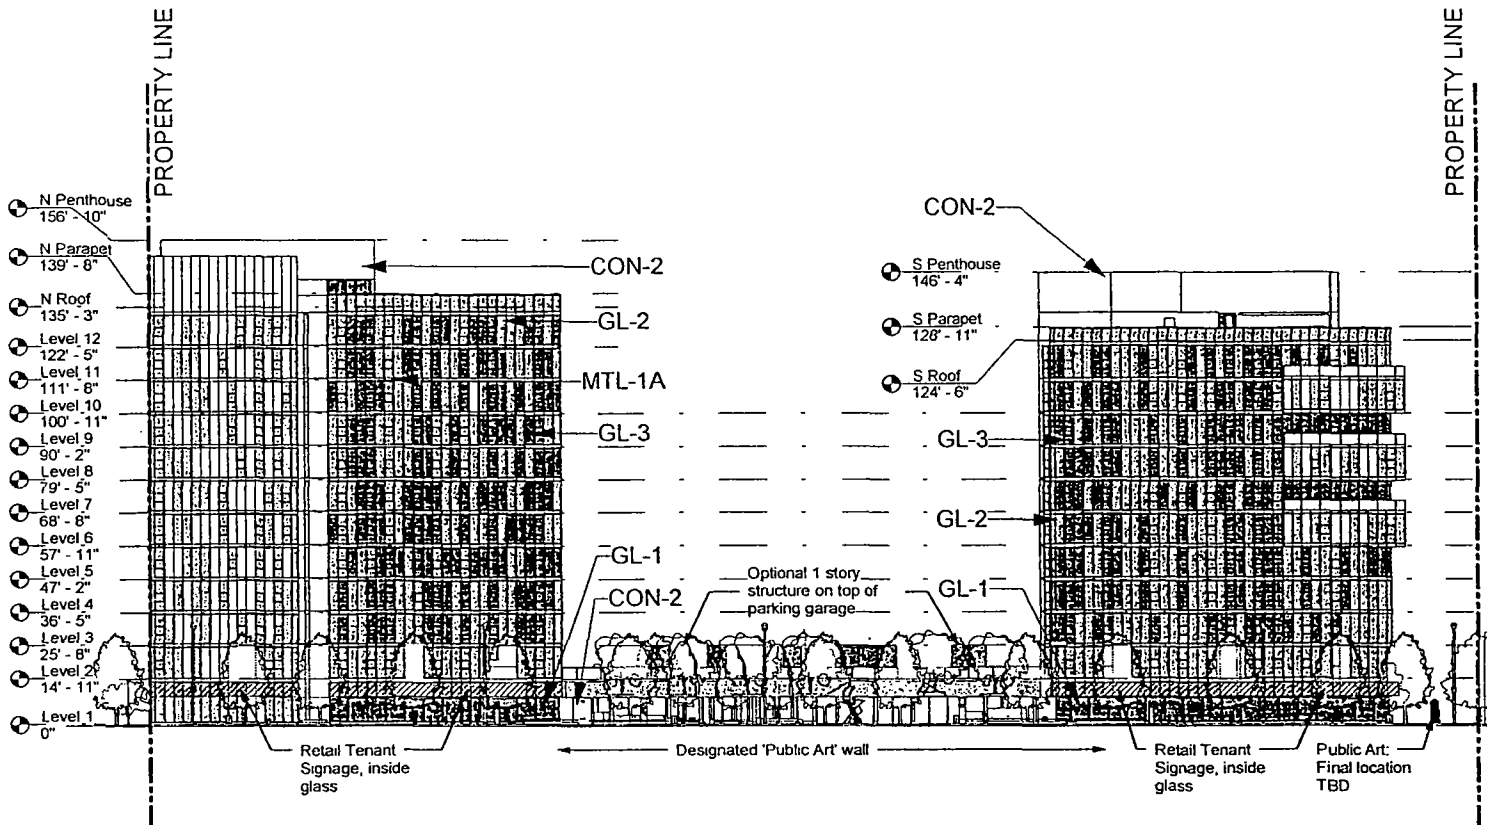 PROPERTY LINE
PROPERTY LINE
N Penthouse
156' - 10"
N Parapet
139' - 8"
N Roof
135' - 3"
Level 12
122' - 5"
Level 11
111' - 8"
Level 10
100' - 11"
Level 9
90' - 2"
Level 8
79' - 5"
Level 7
68' - 8"
Level 6
57' - 11"
Level 5
47' - 2"
Level 4
36' - 5"
Level 3
25' - 8"
Level 2
14' - 11"
Level 1
0"
CON-2
GL-2
MTL-1A
GL-3
GL-1
CON-2
Optional 1 story
structure on top of
parking garage
CON-2
S Penthouse
146' - 4"
S Parapet
128' - 11"
S Roof
124' - 6"
GL-3
GL-2
GL-1
Retail Tenant
Signage, inside
glass
Designated 'Public Art' wall
Retail Tenant
Signage, inside
glass
Public Art:
Final location
TBD